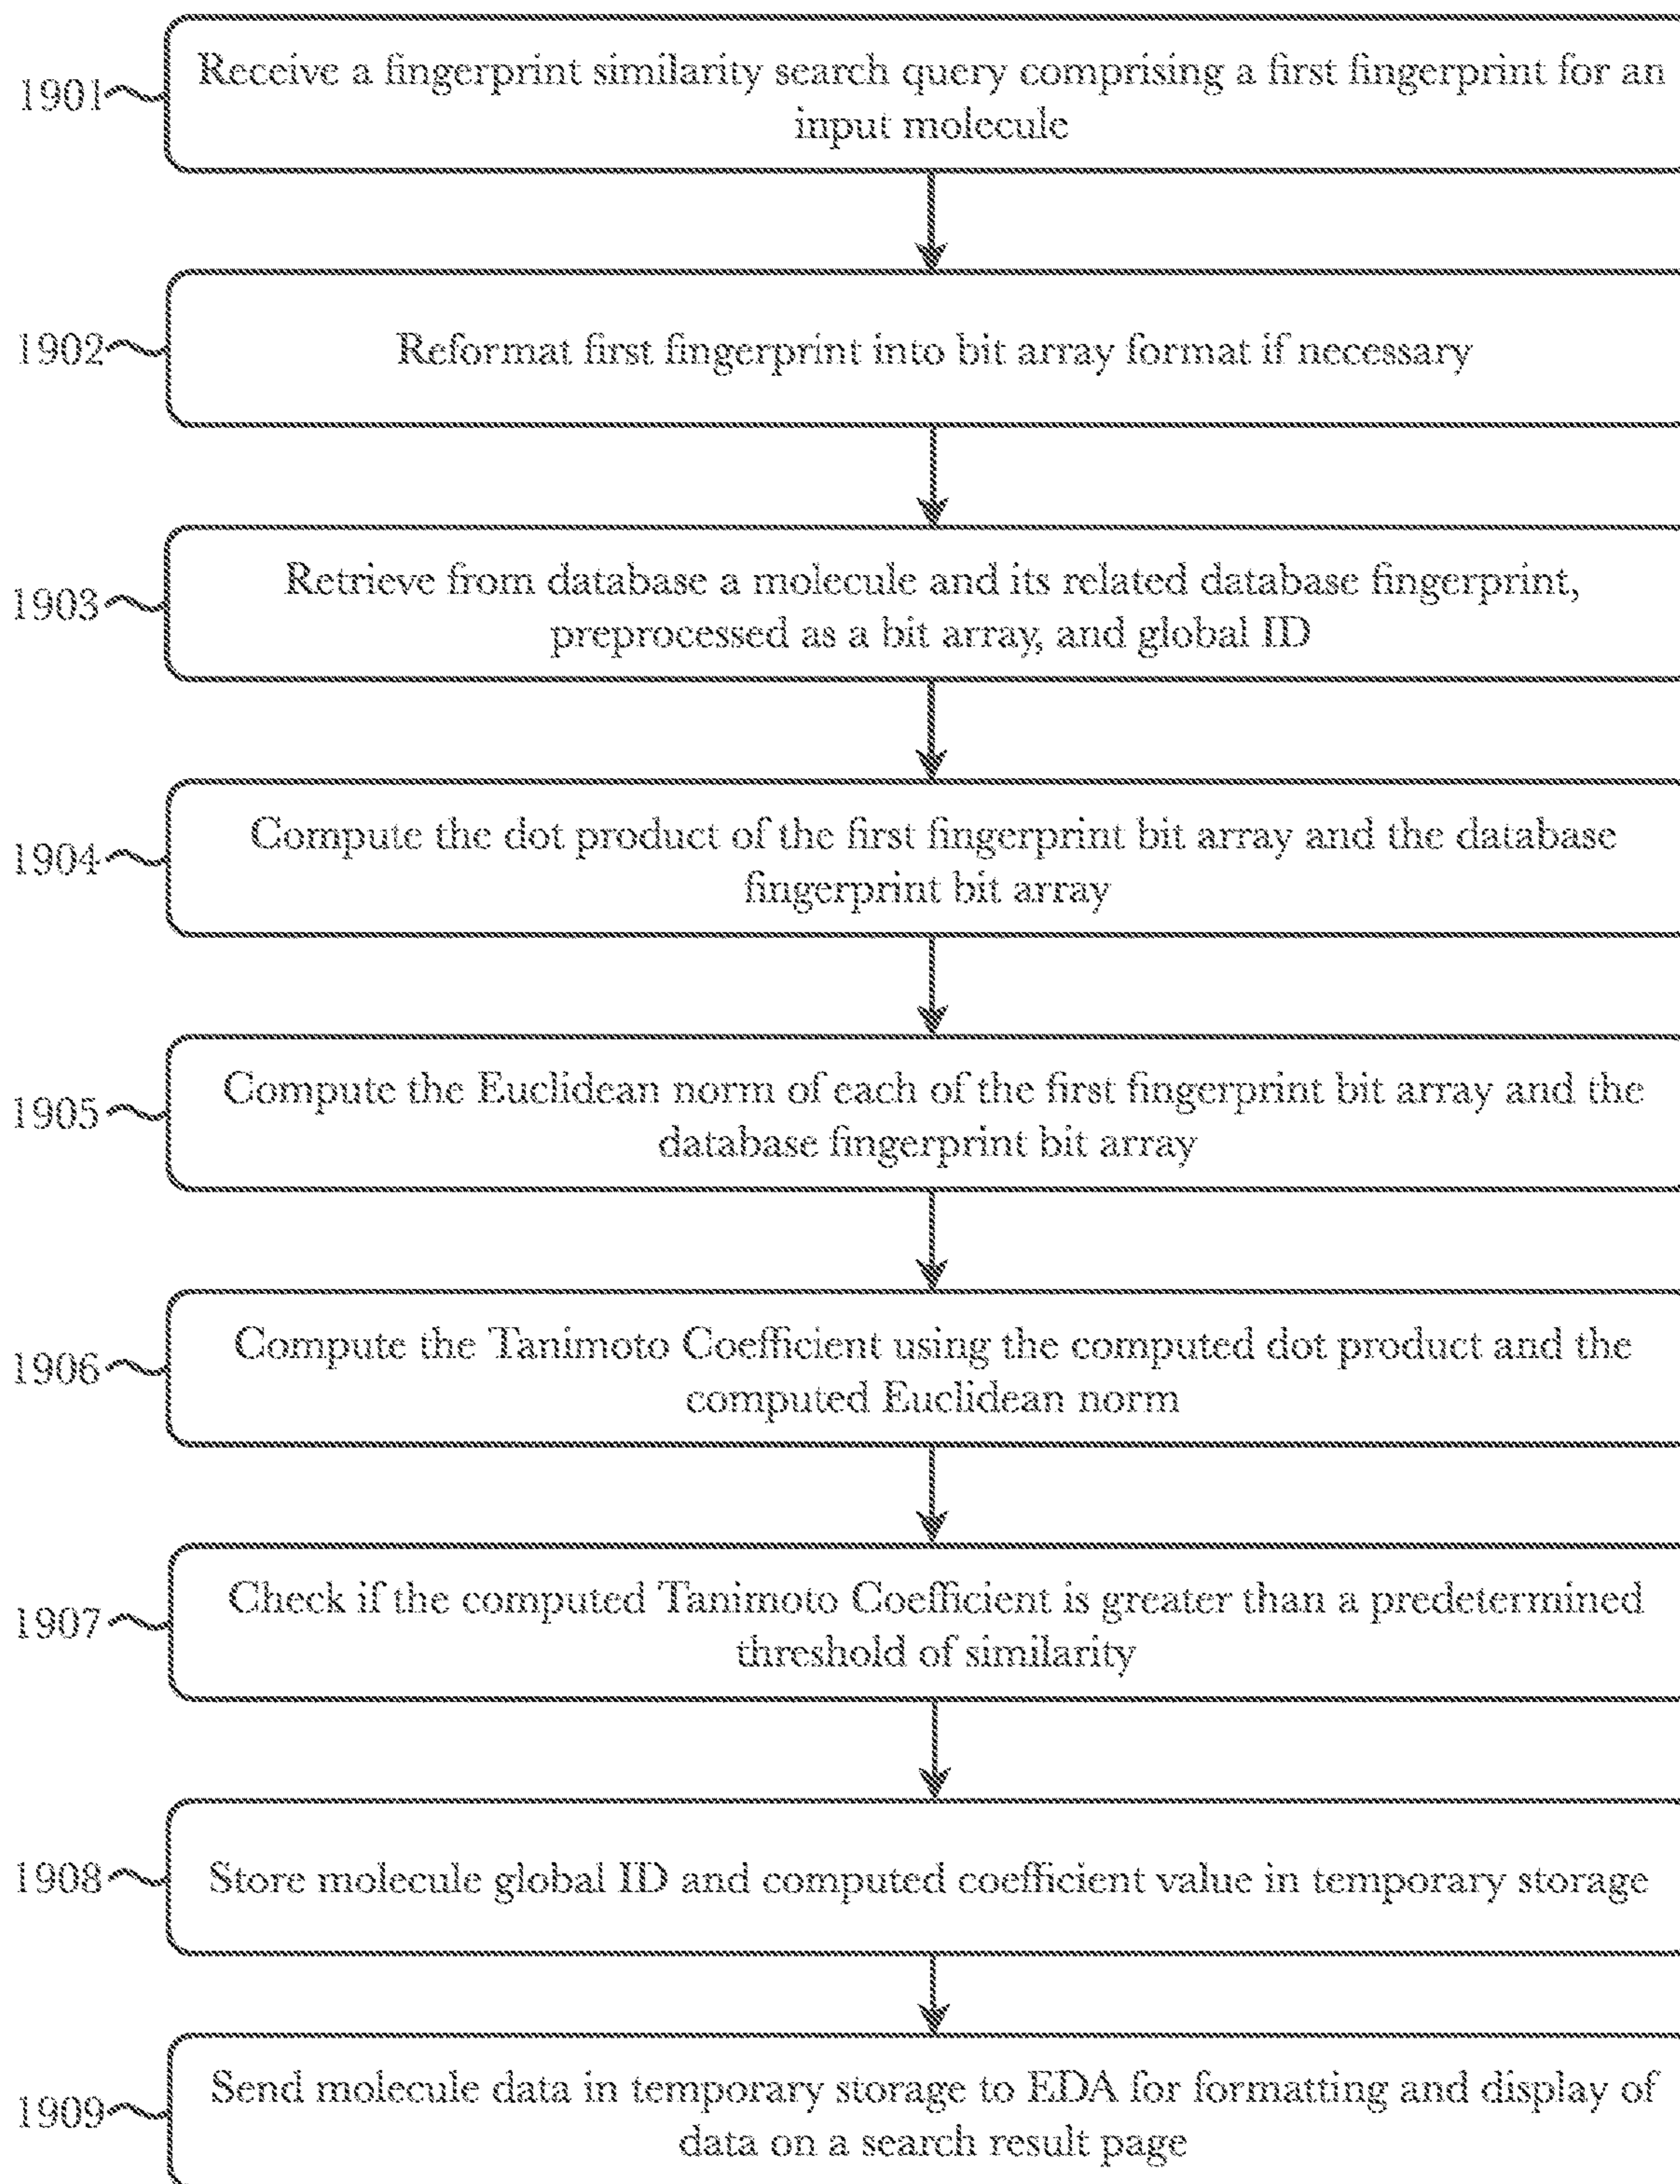 1901
Receive a fingerprint similarity search query comprising a first fingerprint for an
input molecule
1902
Reformat first fingerprint into bit array format if necessary
1903
Retrieve from database a molecule and its related database fingerprint,
preprocessed as a bit array, and global ID
1904
Compute the dot product of the first fingerprint bit array and the database
fingerprint bit array
1905
Compute the Euclidean norm of each of the first fingerprint bit array and the
database fingerprint bit array
1906
Compute the Tanimoto Coefficient using the computed dot product and the
computed Euclidean norm
1907
Check if the computed Tanimoto Coefficient is greater than a predetermined
threshold of similarity
1908
Store molecule global ID and computed coefficient value in temporary storage
1909
Send molecule data in temporary storage to EDA for formatting and display of
data on a search result page